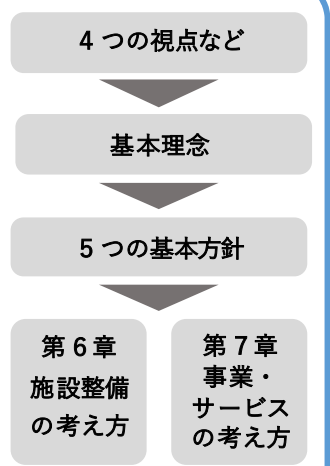 4 つの視点など
基本理念
5 つの基本方針
第 6 章
施設整備
の考え方
第 7 章
事業・
サービス
の考え方